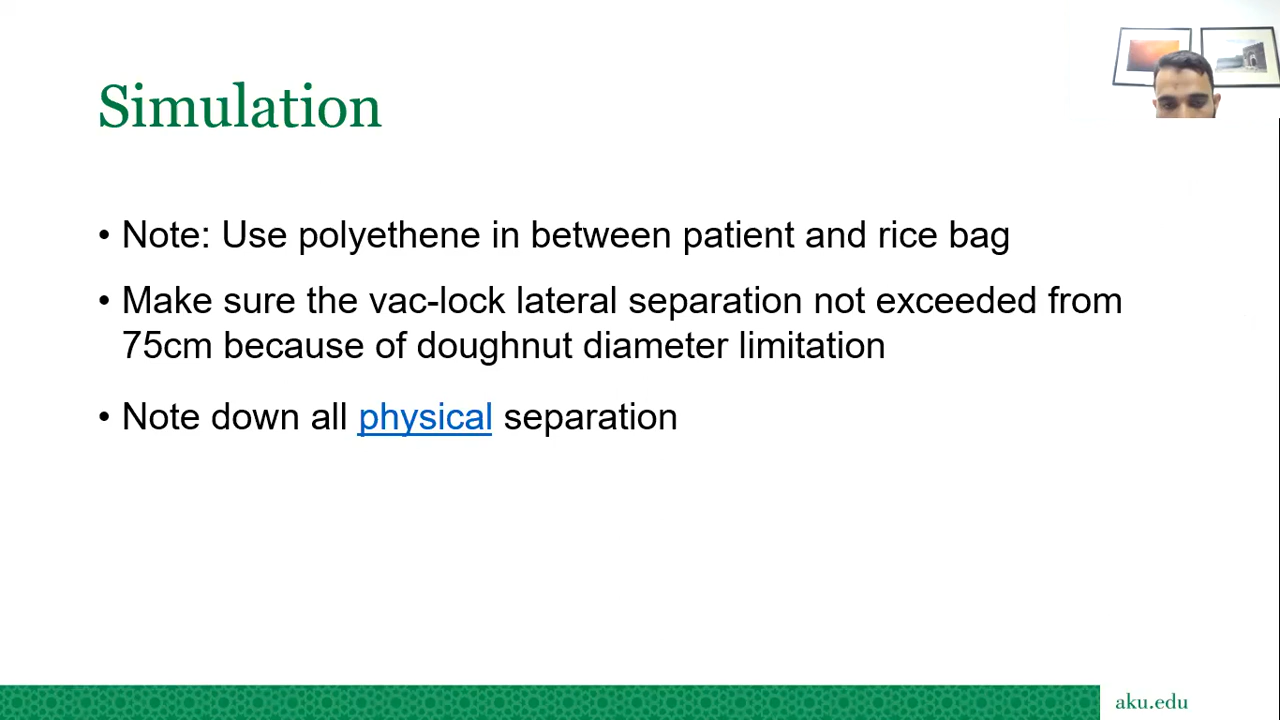 Simulation
• Note: Use polyethene in between patient and rice bag
• Make sure the vac-lock lateral separation not exceeded from
75cm because of doughnut diameter limitation
• Note down all physical separation
aku.edu